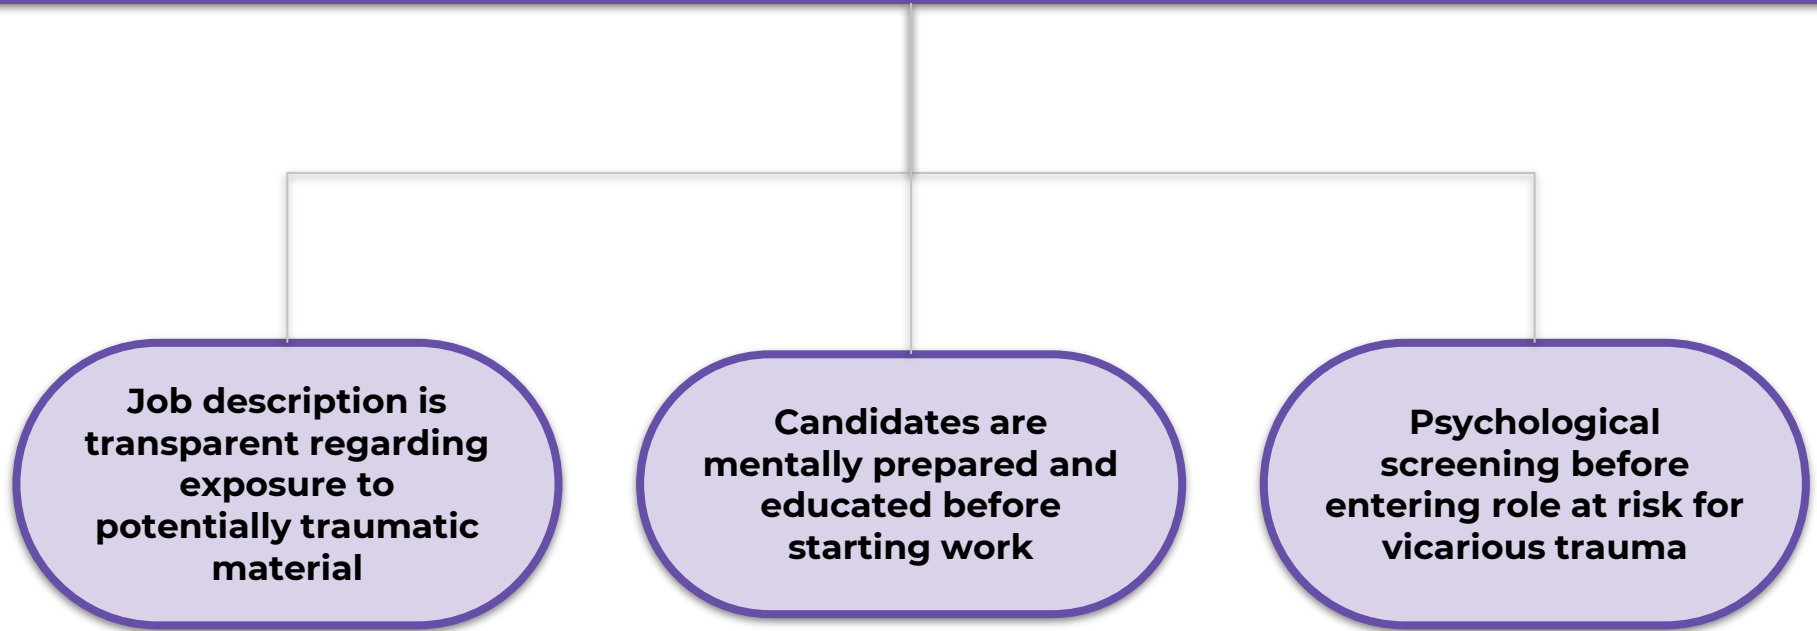 Job description is
transparent regarding
exposure to
potentially traumatic
material
Candidates are
mentally prepared and
educated before
starting work
Psychological
screening before
entering role at risk for
vicarious trauma